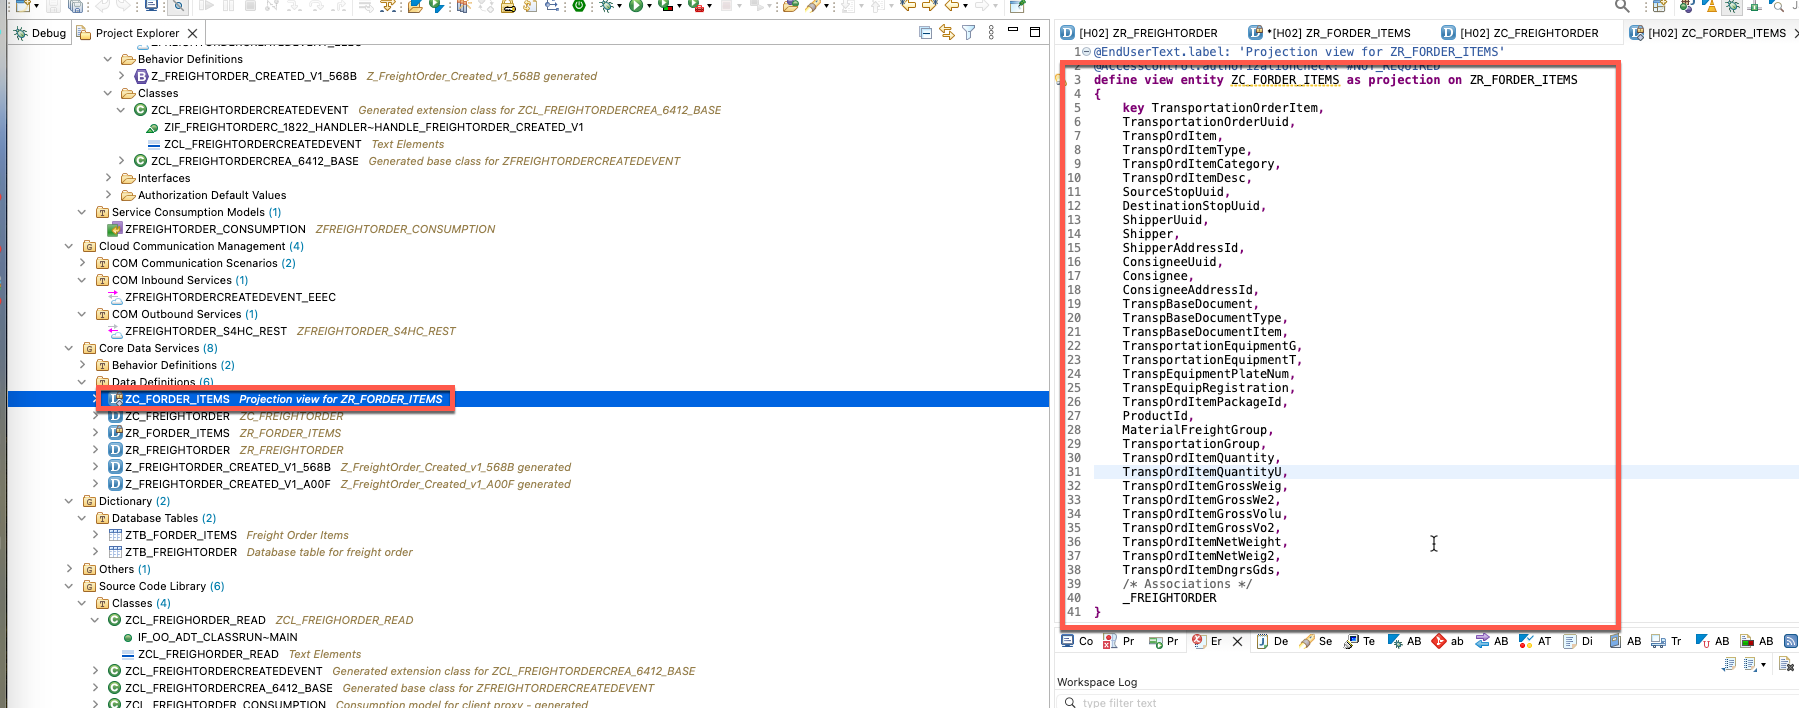 Debug
Project Explorer
Behavior Definitions
Z_FREIGHTORDER_CREATED_V1_568B Z_FreightOrder_Created_v1_568B generated
Classes
ZCL_FREIGHTORDERCREATEDEVENT Generated extension class for ZCL_FREIGHTORDERCREA_6412_BASE
ZIF_FREIGHTORDERC_1822_HANDLER~HANDLE_FREIGHTORDER_CREATED_V1
ZCL_FREIGHTORDERCREATEDEVENT Text Elements
ZCL_FREIGHTORDERCREA_6412_BASE Generated base class for ZFREIGHTORDERCREATEDEVENT
Interfaces
Authorization Default Values
Service Consumption Models (1)
ZFREIGHTORDER_CONSUMPTION ZFREIGHTORDER_CONSUMPTION
Cloud Communication Management (4)
COM Communication Scenarios (2)
COM Inbound Services (1)
ZFREIGHTORDERCREATEDEVENT_EEEC
COM Outbound Services (1)
ZFREIGHTORDER_S4HC_REST ZFREIGHTORDER_S4HC_REST
Core Data Services (8)
Behavior Definitions (2)
Data Definitions (6)
ZC_FORDER_ITEMS Projection view for ZR_FORDER_ITEMS
ZC_FREIGHTORDER ZC_FREIGHTORDER
ZR_FORDER_ITEMS ZR_FORDER_ITEMS
ZR_FREIGHTORDER ZR_FREIGHTORDER
Z_FREIGHTORDER_CREATED_V1_568B Z_FreightOrder_Created_v1_568B generated
Z_FREIGHTORDER_CREATED_V1_A00F Z_FreightOrder_Created_v1_A00F generated
Dictionary (2)
Database Tables (2)
ZTB_FORDER_ITEMS Freight Order Items
ZTB_FREIGHTORDER Database table for freight order
Others (1)
Source Code Library (6)
Classes (4)
ZCL_FREIGHORDER_READ ZCL_FREIGHORDER_READ
IF_OO_ADT_CLASSRUN~MAIN
ZCL_FREIGHORDER_READ Text Elements
ZCL_FREIGHTORDERCREATEDEVENT Generated extension class for ZCL_FREIGHTORDERCREA_6412_BASE
ZCL_FREIGHTORDERCREA_6412_BASE Generated base class for ZFREIGHTORDERCREATEDEVENT
ZCL_FREIGHTORDER_CONSUMPTION Consumption model for client proxy - generated
[H02] ZR_FREIGHTORDER
*[H02] ZR_FORDER_ITEMS
[H02] ZC_FREIGHTORDER
[H02] ZC_FORDER_ITEMS
1 @EndUserText.label: 'Projection view for ZR_FORDER_ITEMS'
2 @AccessControl.authorizationCheck: #NOT_REQUIRED
3 define view entity ZC_FORDER_ITEMS as projection on ZR_FORDER_ITEMS
4 {
5 key TransportationOrderItem,
6 TransportationOrderUuid,
7 TranspOrdItem,
8 TranspOrdItemType,
9 TranspOrdItemCategory,
10 TranspOrdItemDesc,
11 SourceStopUuid,
12 DestinationStopUuid,
13 ShipperUuid,
14 Shipper,
15 ShipperAddressId,
16 ConsigneeUuid,
17 Consignee,
18 ConsigneeAddressId,
19 TranspBaseDocument,
20 TranspBaseDocumentType,
21 TranspBaseDocumentItem,
22 TransportationEquipmentG,
23 TransportationEquipmentT,
24 TranspEquipmentPlateNum,
25 TranspEquipRegistration,
26 TranspOrdItemPackageId,
27 ProductId,
28 MaterialFreightGroup,
29 TransportationGroup,
30 TranspOrdItemQuantity,
31 TranspOrdItemQuantityU,
32 TranspOrdItemGrossWeig,
33 TranspOrdItemGrossWe2,
34 TranspOrdItemGrossVolu,
35 TranspOrdItemGrossVo2,
36 TranspOrdItemNetWeight,
37 TranspOrdItemNetWeig2,
38 TranspOrdItemDngrsGds,
39 /* Associations */
40 _FREIGHTORDER
41 }
Co Pr Pr Er De Se Te AB ab AB AT Di AB Tr AB AB
Workspace Log
type filter text